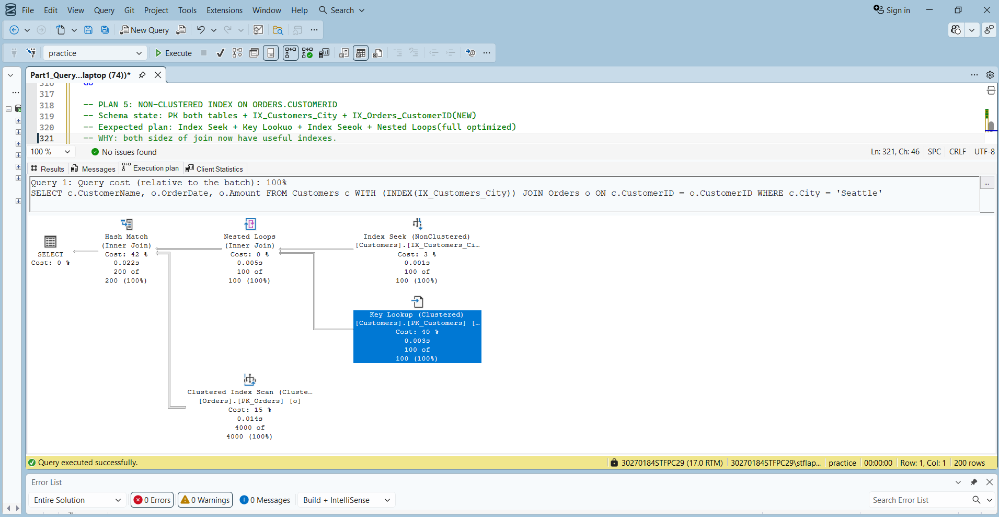 File Edit View Query Git Project Tools Extensions Window Help Search Sign in
New Query
practice Execute
Part1_Query...laptop (74))*
316 GO
317
318 -- PLAN 5: NON-CLUSTERED INDEX ON ORDERS.CUSTOMERID
319 -- Schema state: PK both tables + IX_Customers_City + IX_Orders_CustomerID(NEW)
320 -- Eexpected plan: Index Seek + Key Lookuo + Index Seeok + Nested Loops(full optimized)
321 -- WHY: both sidez of join now have useful indexes.
100 % No issues found Ln: 321, Ch: 46 SPC CRLF UTF-8
Results Messages Execution plan Client Statistics
Query 1: Query cost (relative to the batch): 100%
SELECT c.CustomerName, o.OrderDate, o.Amount FROM Customers c WITH (INDEX(IX_Customers_City)) JOIN Orders o ON c.CustomerID = o.CustomerID WHERE c.City = 'Seattle'
...
SELECT
Cost: 0 %
Hash Match
(Inner Join)
Cost: 42 %
0.022s
200 of
200 (100%)
Nested Loops
(Inner Join)
Cost: 0 %
0.005s
100 of
100 (100%)
Index Seek (NonClustered)
[Customers].[IX_Customers_Ci...
Cost: 3 %
0.001s
100 of
100 (100%)
Key Lookup (Clustered)
[Customers].[PK_Customers] [...
Cost: 40 %
0.003s
100 of
100 (100%)
Clustered Index Scan (Cluste...
[Orders].[PK_Orders] [o]
Cost: 15 %
0.014s
4000 of
4000 (100%)
Query executed successfully. 30270184STFPC29 (17.0 RTM) 30270184STFPC29\stflap... practice 00:00:00 Row: 1, Col: 1 200 rows
Error List
Entire Solution 0 Errors 0 Warnings 0 Messages Build + IntelliSense Search Error List